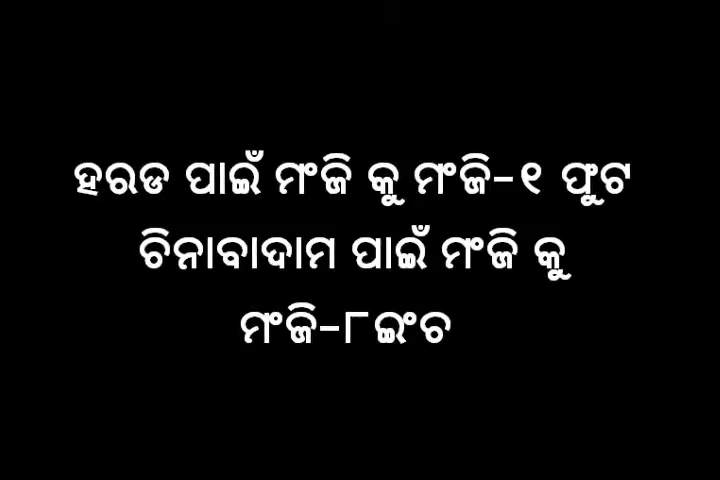 ହରଡ ପାଇଁ ମଂଜି କୁ ମଂଜି-୧ ଫୁଟ
ଚିନାବାଦାମ ପାଇଁ ମଂଜି କୁ
ମଂଜି-୮ଇଂଚ